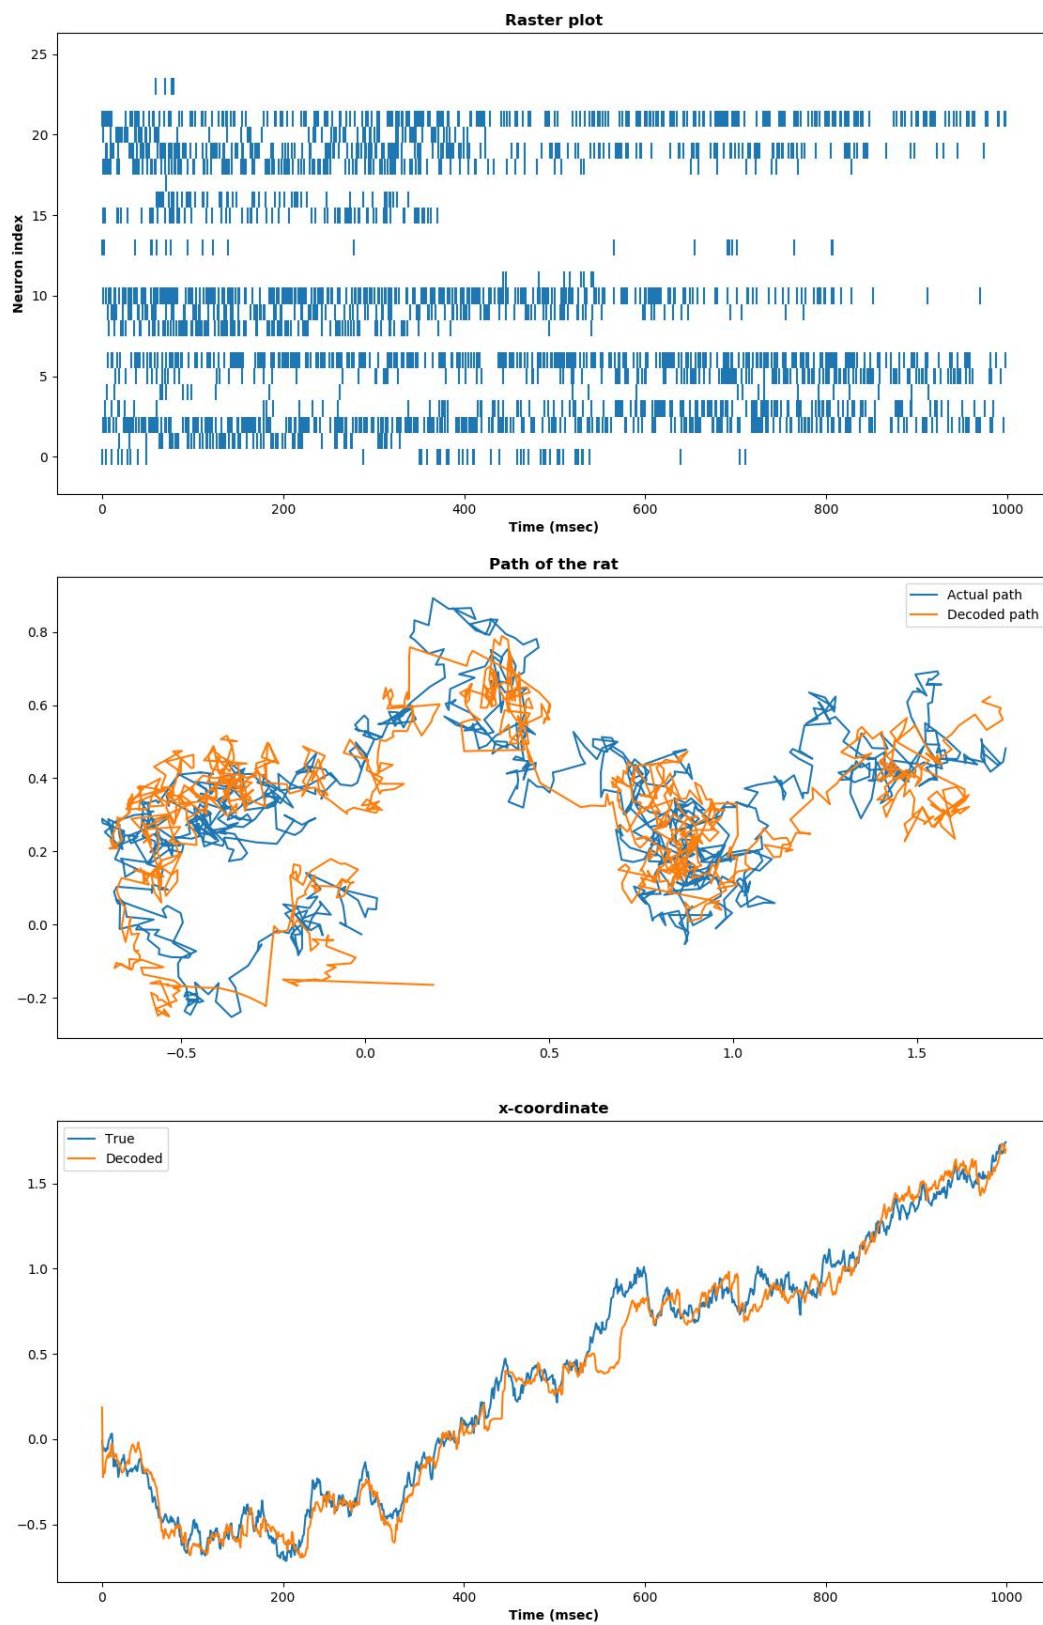 Raster plot
25
20
15
10
5
0
Neuron index
0 200 400 600 800 1000
Time (msec)
Path of the rat
Actual path
Decoded path
0.8
0.6
0.4
0.2
0.0
−0.2
−0.5 0.0 0.5 1.0 1.5
x-coordinate
True
Decoded
1.5
1.0
0.5
0.0
−0.5
0 200 400 600 800 1000
Time (msec)